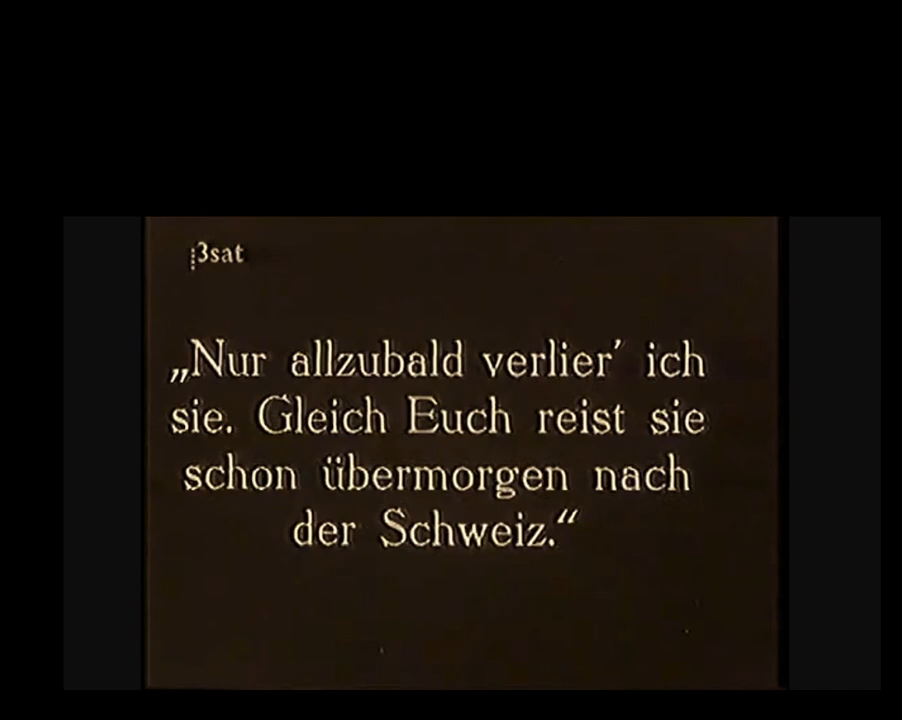 3sat
„Nur allzubald verlier’ ich
sie. Gleich Euch reist sie
schon übermorgen nach
der Schweiz.“